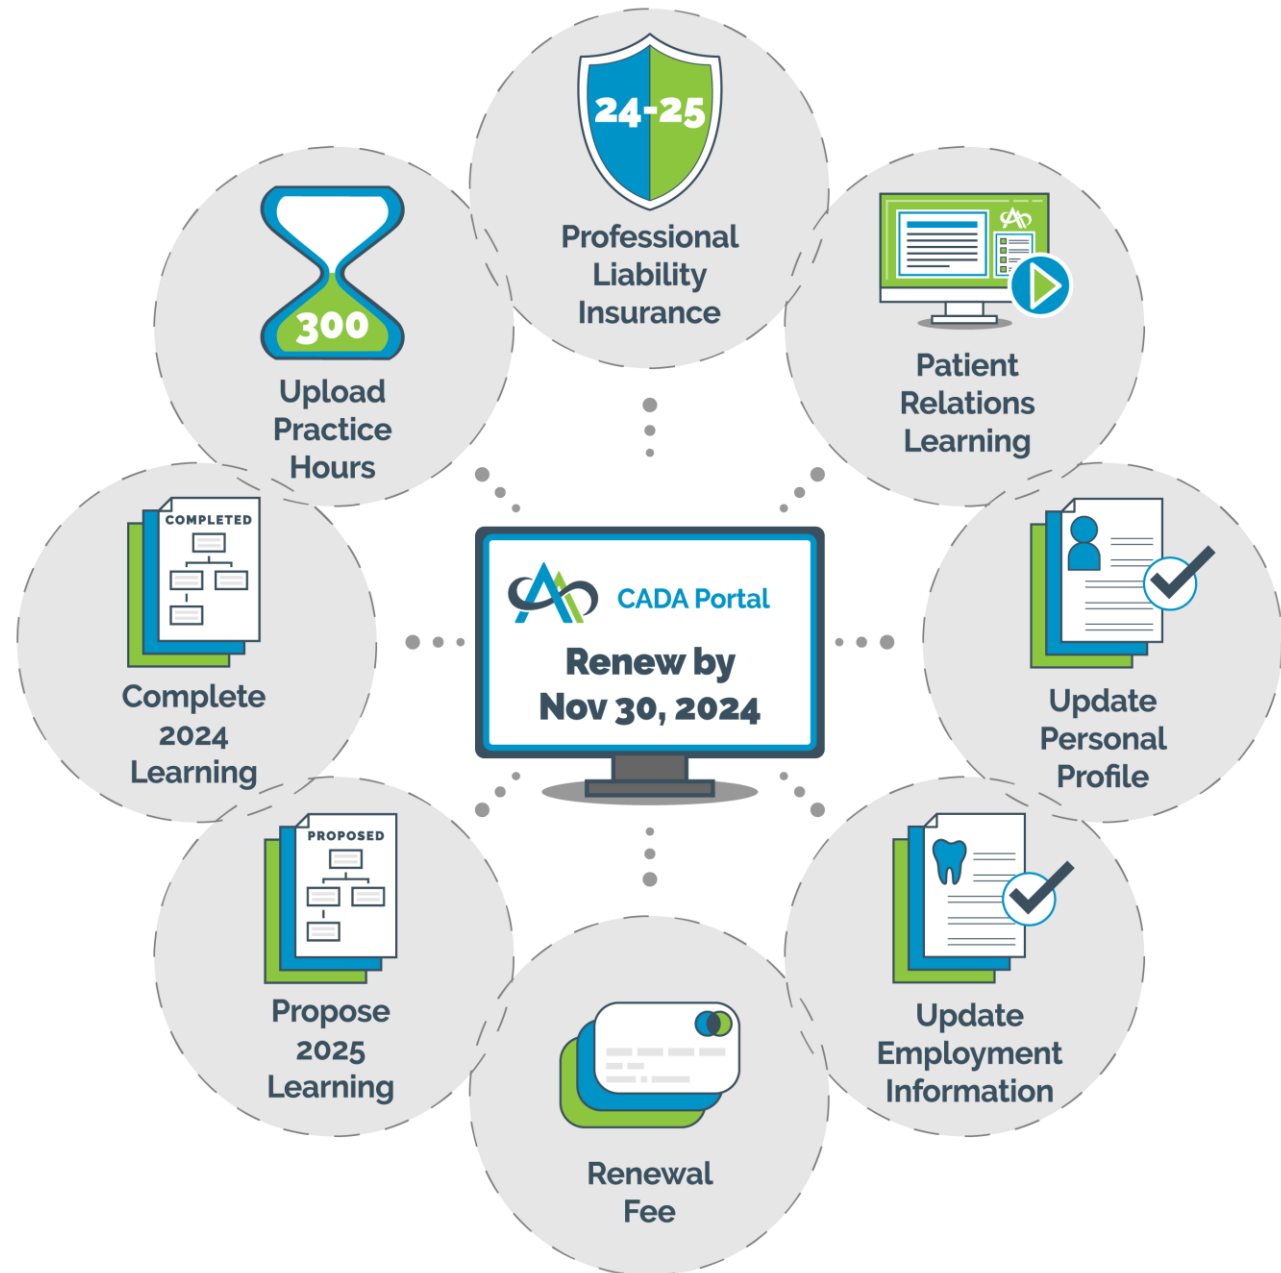 24-25
Professional
Liability
Insurance
Patient
Relations
Learning
Update
Personal
Profile
Update
Employment
Information
Renewal
Fee
PROPOSED
Propose
2025
Learning
COMPLETED
Complete
2024
Learning
300
Upload
Practice
Hours
CADA Portal
Renew by
Nov 30, 2024